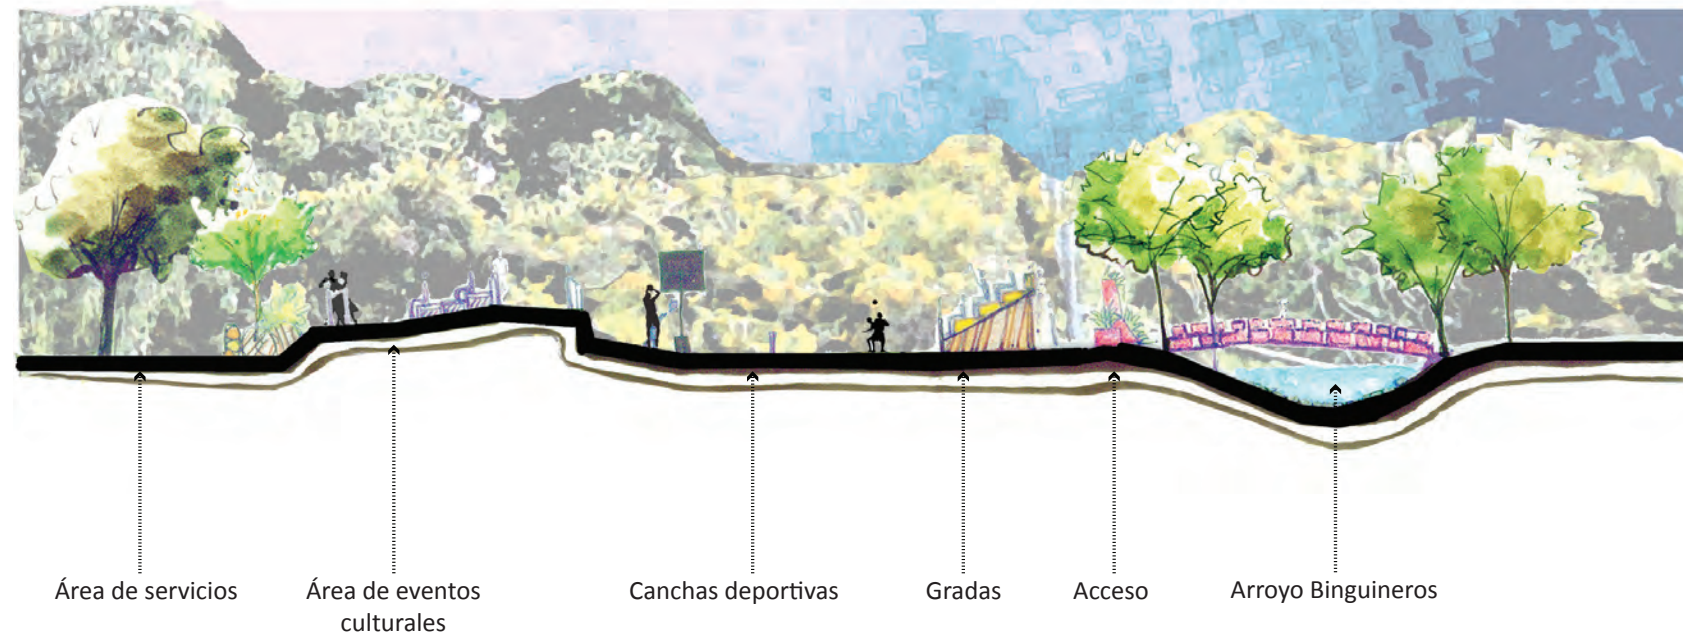 Área de servicios
Área de eventos
culturales
Canchas deportivas
Gradas
Acceso
Arroyo Binguineros